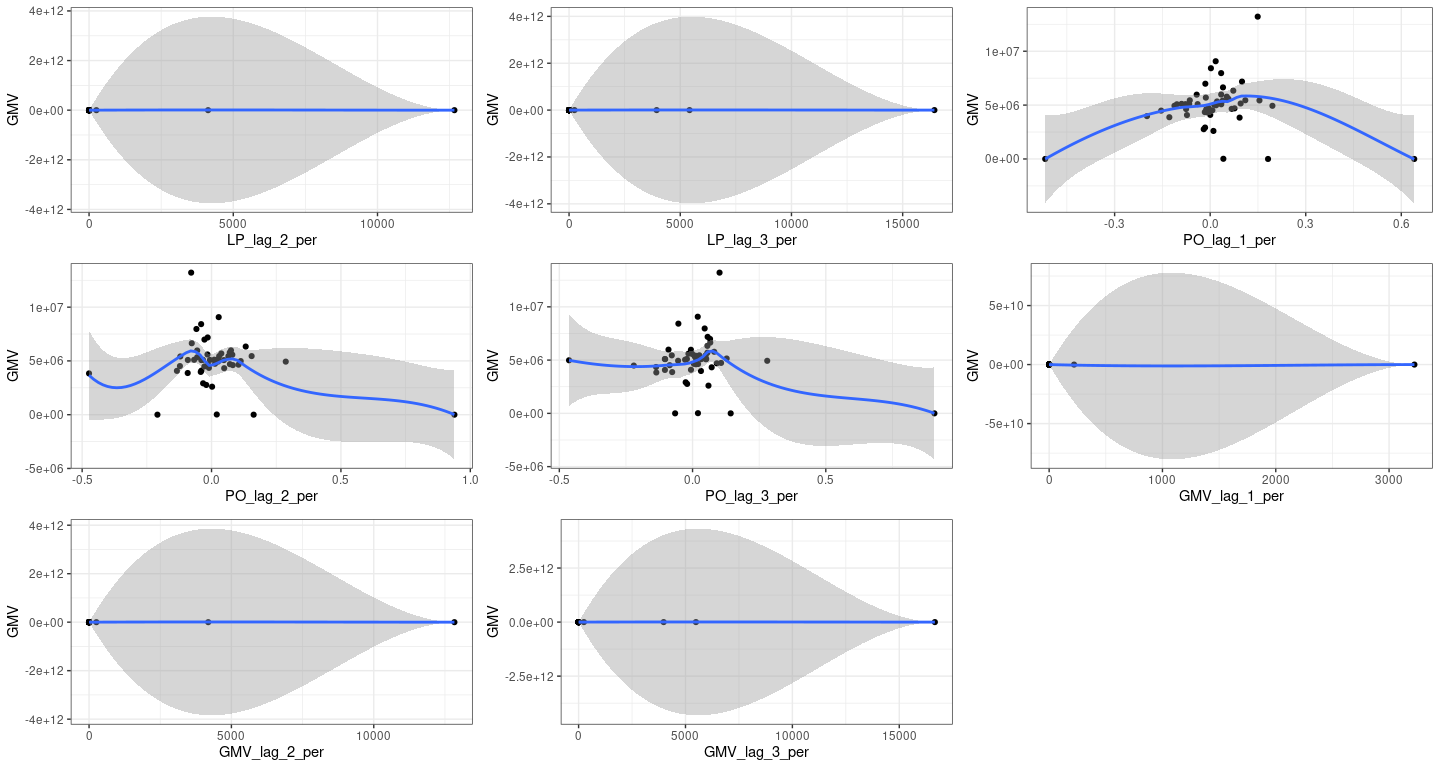 4e+12
2e+12
0e+00
-2e+12
-4e+12
GMV
0 5000 10000
LP_lag_2_per
4e+12
2e+12
0e+00
-2e+12
-4e+12
GMV
0 5000 10000 15000
LP_lag_3_per
1e+07
5e+06
0e+00
GMV
-0.3 0.0 0.3 0.6
PO_lag_1_per
1e+07
5e+06
0e+00
-5e+06
GMV
-0.5 0.0 0.5 1.0
PO_lag_2_per
1e+07
5e+06
0e+00
-5e+06
GMV
-0.5 0.0 0.5
PO_lag_3_per
5e+10
0e+00
-5e+10
GMV
0 1000 2000 3000
GMV_lag_1_per
4e+12
2e+12
0e+00
-2e+12
-4e+12
GMV
0 5000 10000
GMV_lag_2_per
2.5e+12
0.0e+00
-2.5e+12
GMV
0 5000 10000 15000
GMV_lag_3_per